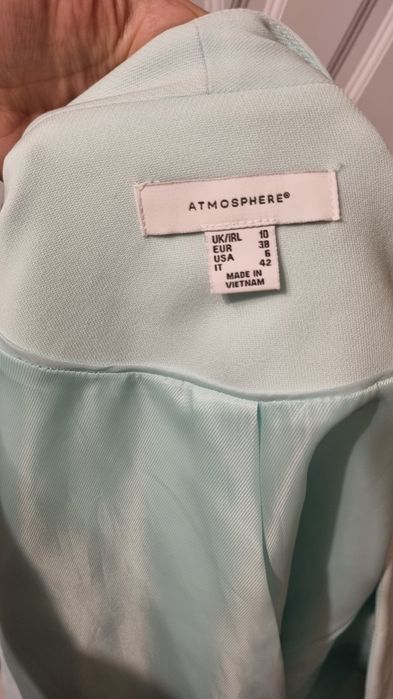 ATMOSPHERE®
UK/IRL 10
EUR 38
USA 6
IT 42
MADE IN
VIETNAM